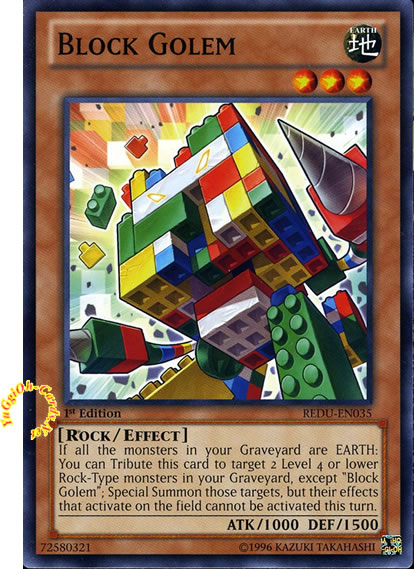 BLOCK GOLEM
EARTH
地
YuGgiOh-Cards.Net
1st Edition
REDU-EN035
[ROCK/EFFECT]
If all the monsters in your Graveyard are EARTH:
You can Tribute this card to target 2 Level 4 or lower
Rock-Type monsters in your Graveyard, except "Block
Golem"; Special Summon those targets, but their effects
that activate on the field cannot be activated this turn.
ATK/1000 DEF/1500
72580321
©1996 KAZUKI TAKAHASHI